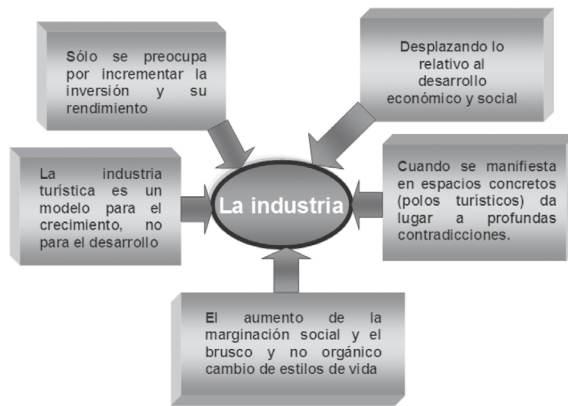 Sólo se preocupa
por incrementar la
inversión y su
rendimiento
Desplazando lo
relativo al
desarrollo
económico y social
La industria
turística es un
modelo para el
crecimiento, no
para el desarrollo
La industria
Cuando se manifiesta
en espacios concretos
(polos turisticos) da
lugar a profundas
contradicciones.
El aumento de la
marginación social y el
brusco y no orgánico
cambio de estilos de vida